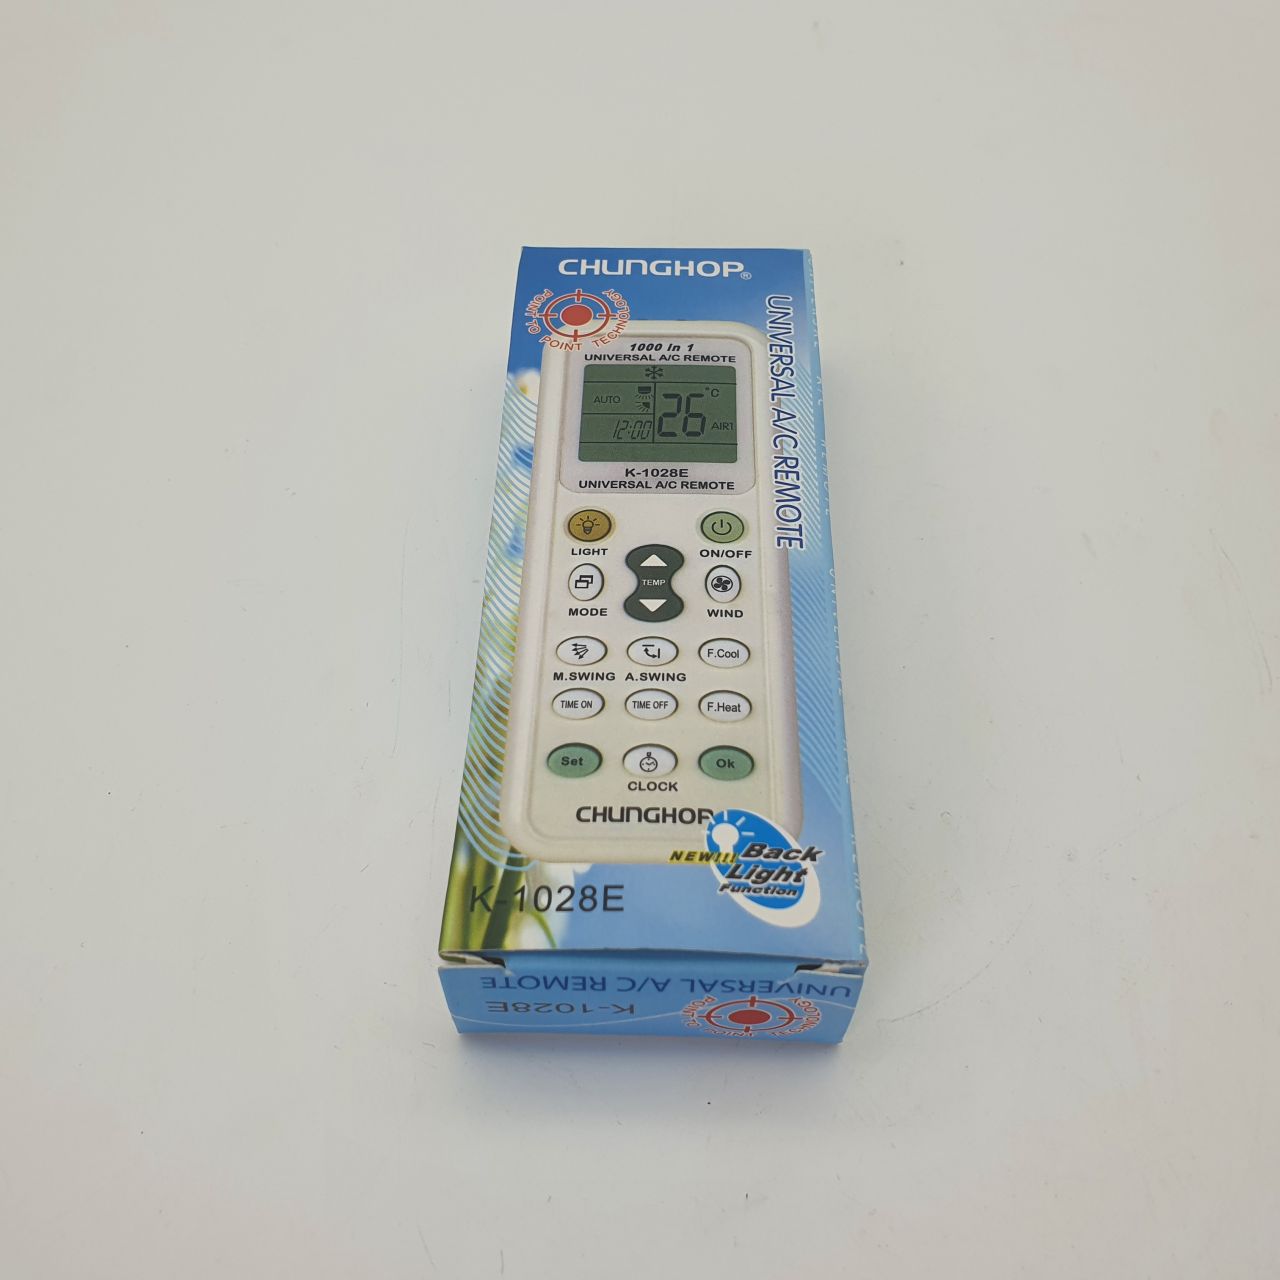 CHUNGHOP®
POINT TO POINT TECHNOLOGY
UNIVERSAL A/C REMOTE
1000 in 1
UNIVERSAL A/C REMOTE
AUTO
26 °C
12:00
AIR1
K-1028E
UNIVERSAL A/C REMOTE
LIGHT
ON/OFF
TEMP
MODE
WIND
F.Cool
M.SWING A.SWING
TIME ON TIME OFF F.Heat
Set
Ok
CLOCK
CHUNGHOP
NEW!!! Back
Light
Function
K-1028E
UNIVERSAL A/C REMOTE
K-1028E
POINT TO POINT TECHNOLOGY